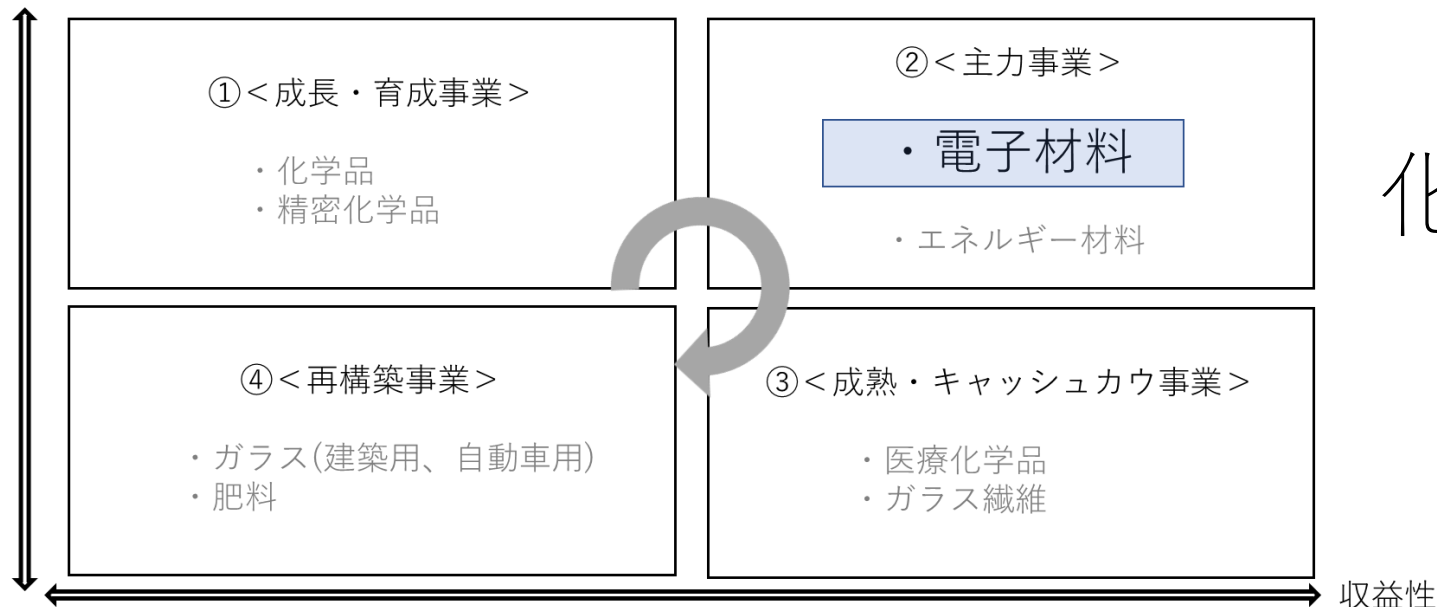 ①<成長・育成事業>
・化学品
・精密化学品
②<主力事業>
・電子材料
・エネルギー材料
化
④<再構築事業>
・ガラス(建築用、自動車用)
・肥料
③<成熟・キャッシュカウ事業>
・医療化学品
・ガラス繊維
収益性